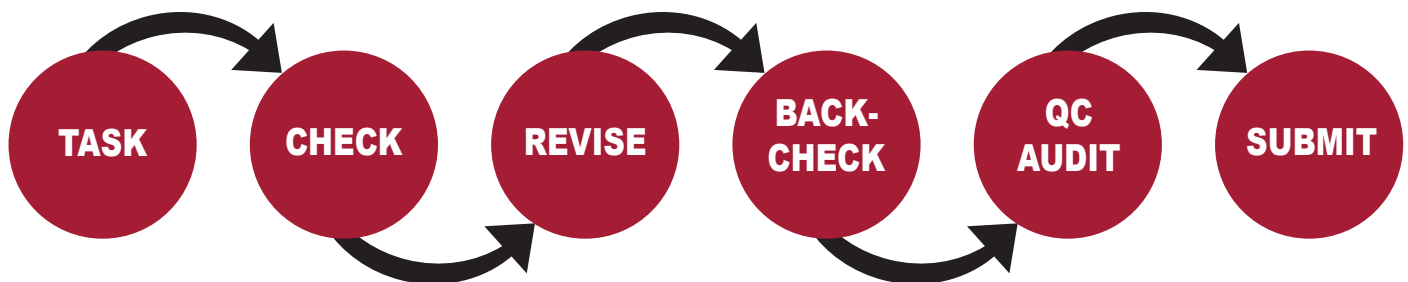 TASK
CHECK
REVISE
BACK-
CHECK
QC
AUDIT
SUBMIT